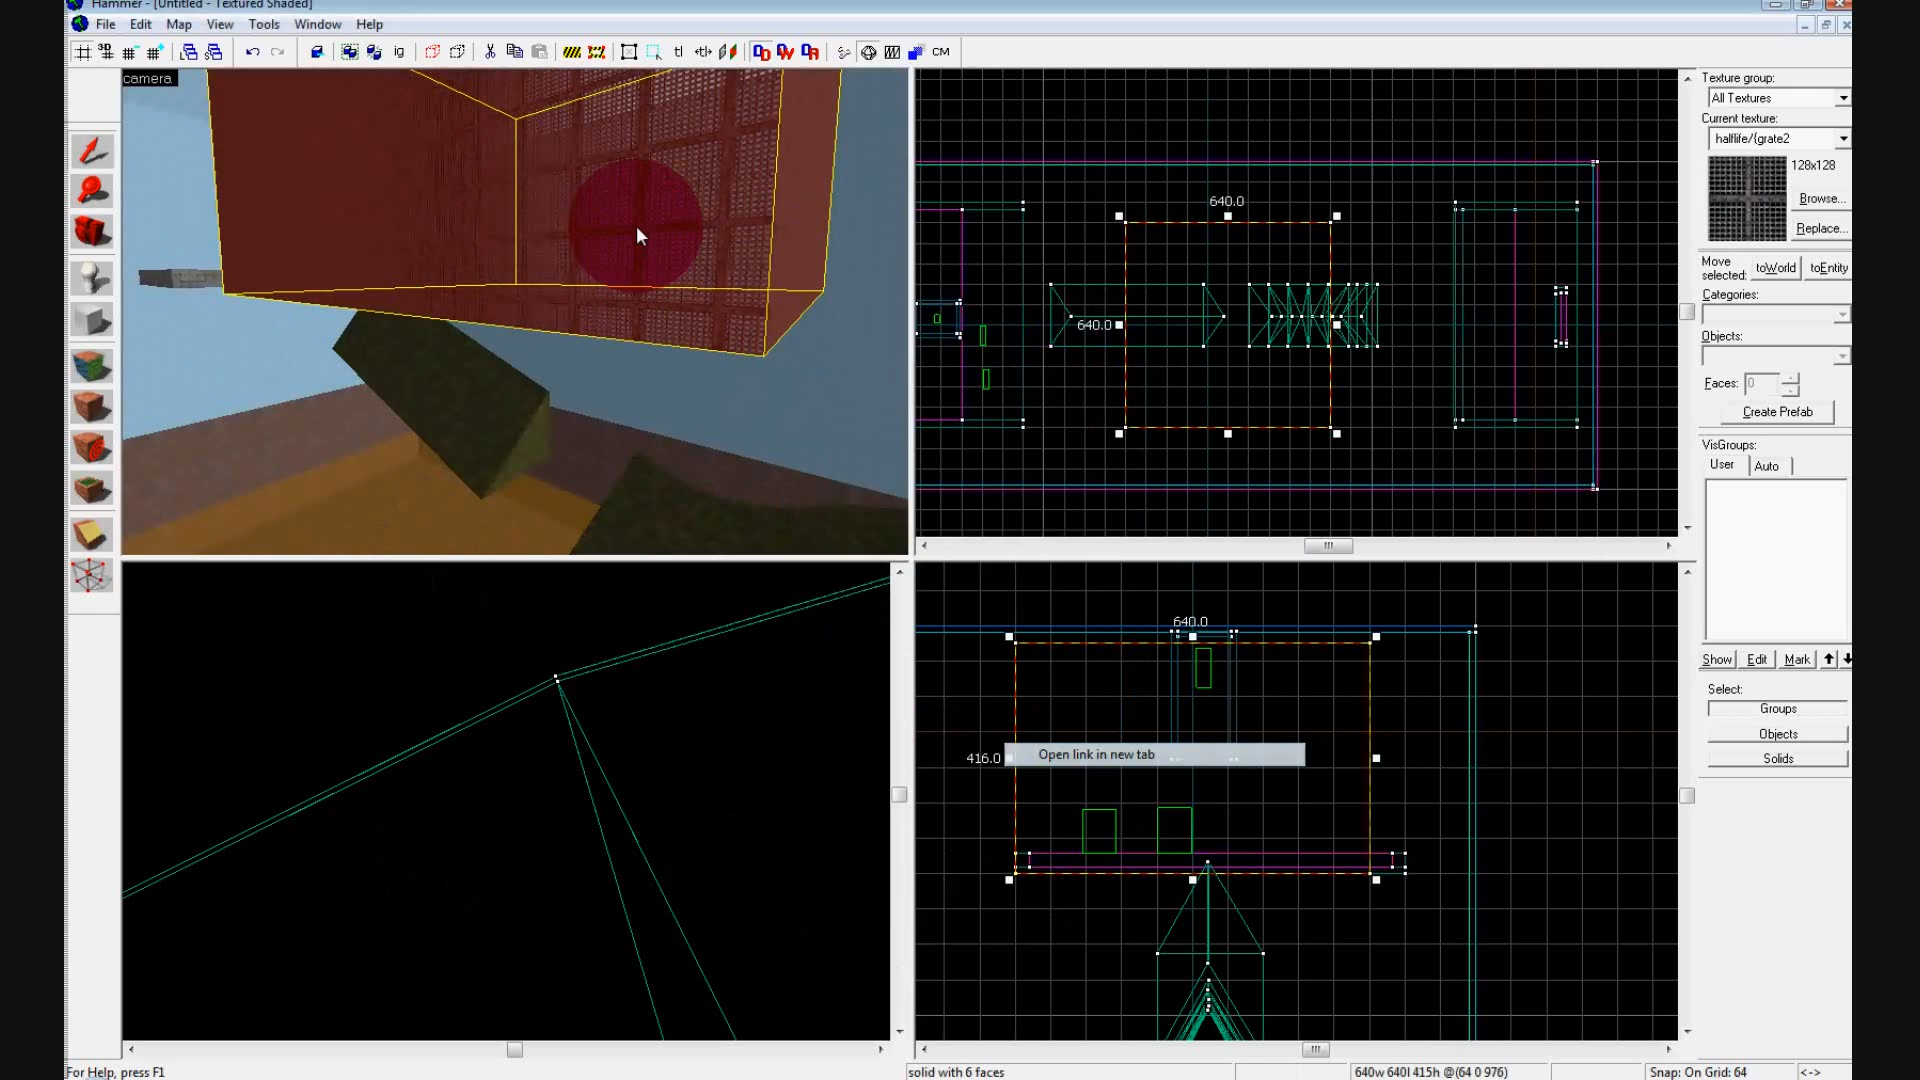 Hammer - [Untitled - Textured Shaded]
File Edit Map View Tools Window Help
3D ig tl CM
camera
640.0
640.0
640.0
416.0
Open link in new tab
Texture group:
All Textures
Current texture:
halflife/{grate2
128x128
Browse...
Replace...
Move selected:
toWorld toEntity
Categories:
Objects:
Faces: 0
Create Prefab
VisGroups:
User Auto
Show Edit Mark
Select:
Groups
Objects
Solids
For Help, press F1
solid with 6 faces
640w 640l 415h @(64 0 976)
Snap: On Grid: 64
<->